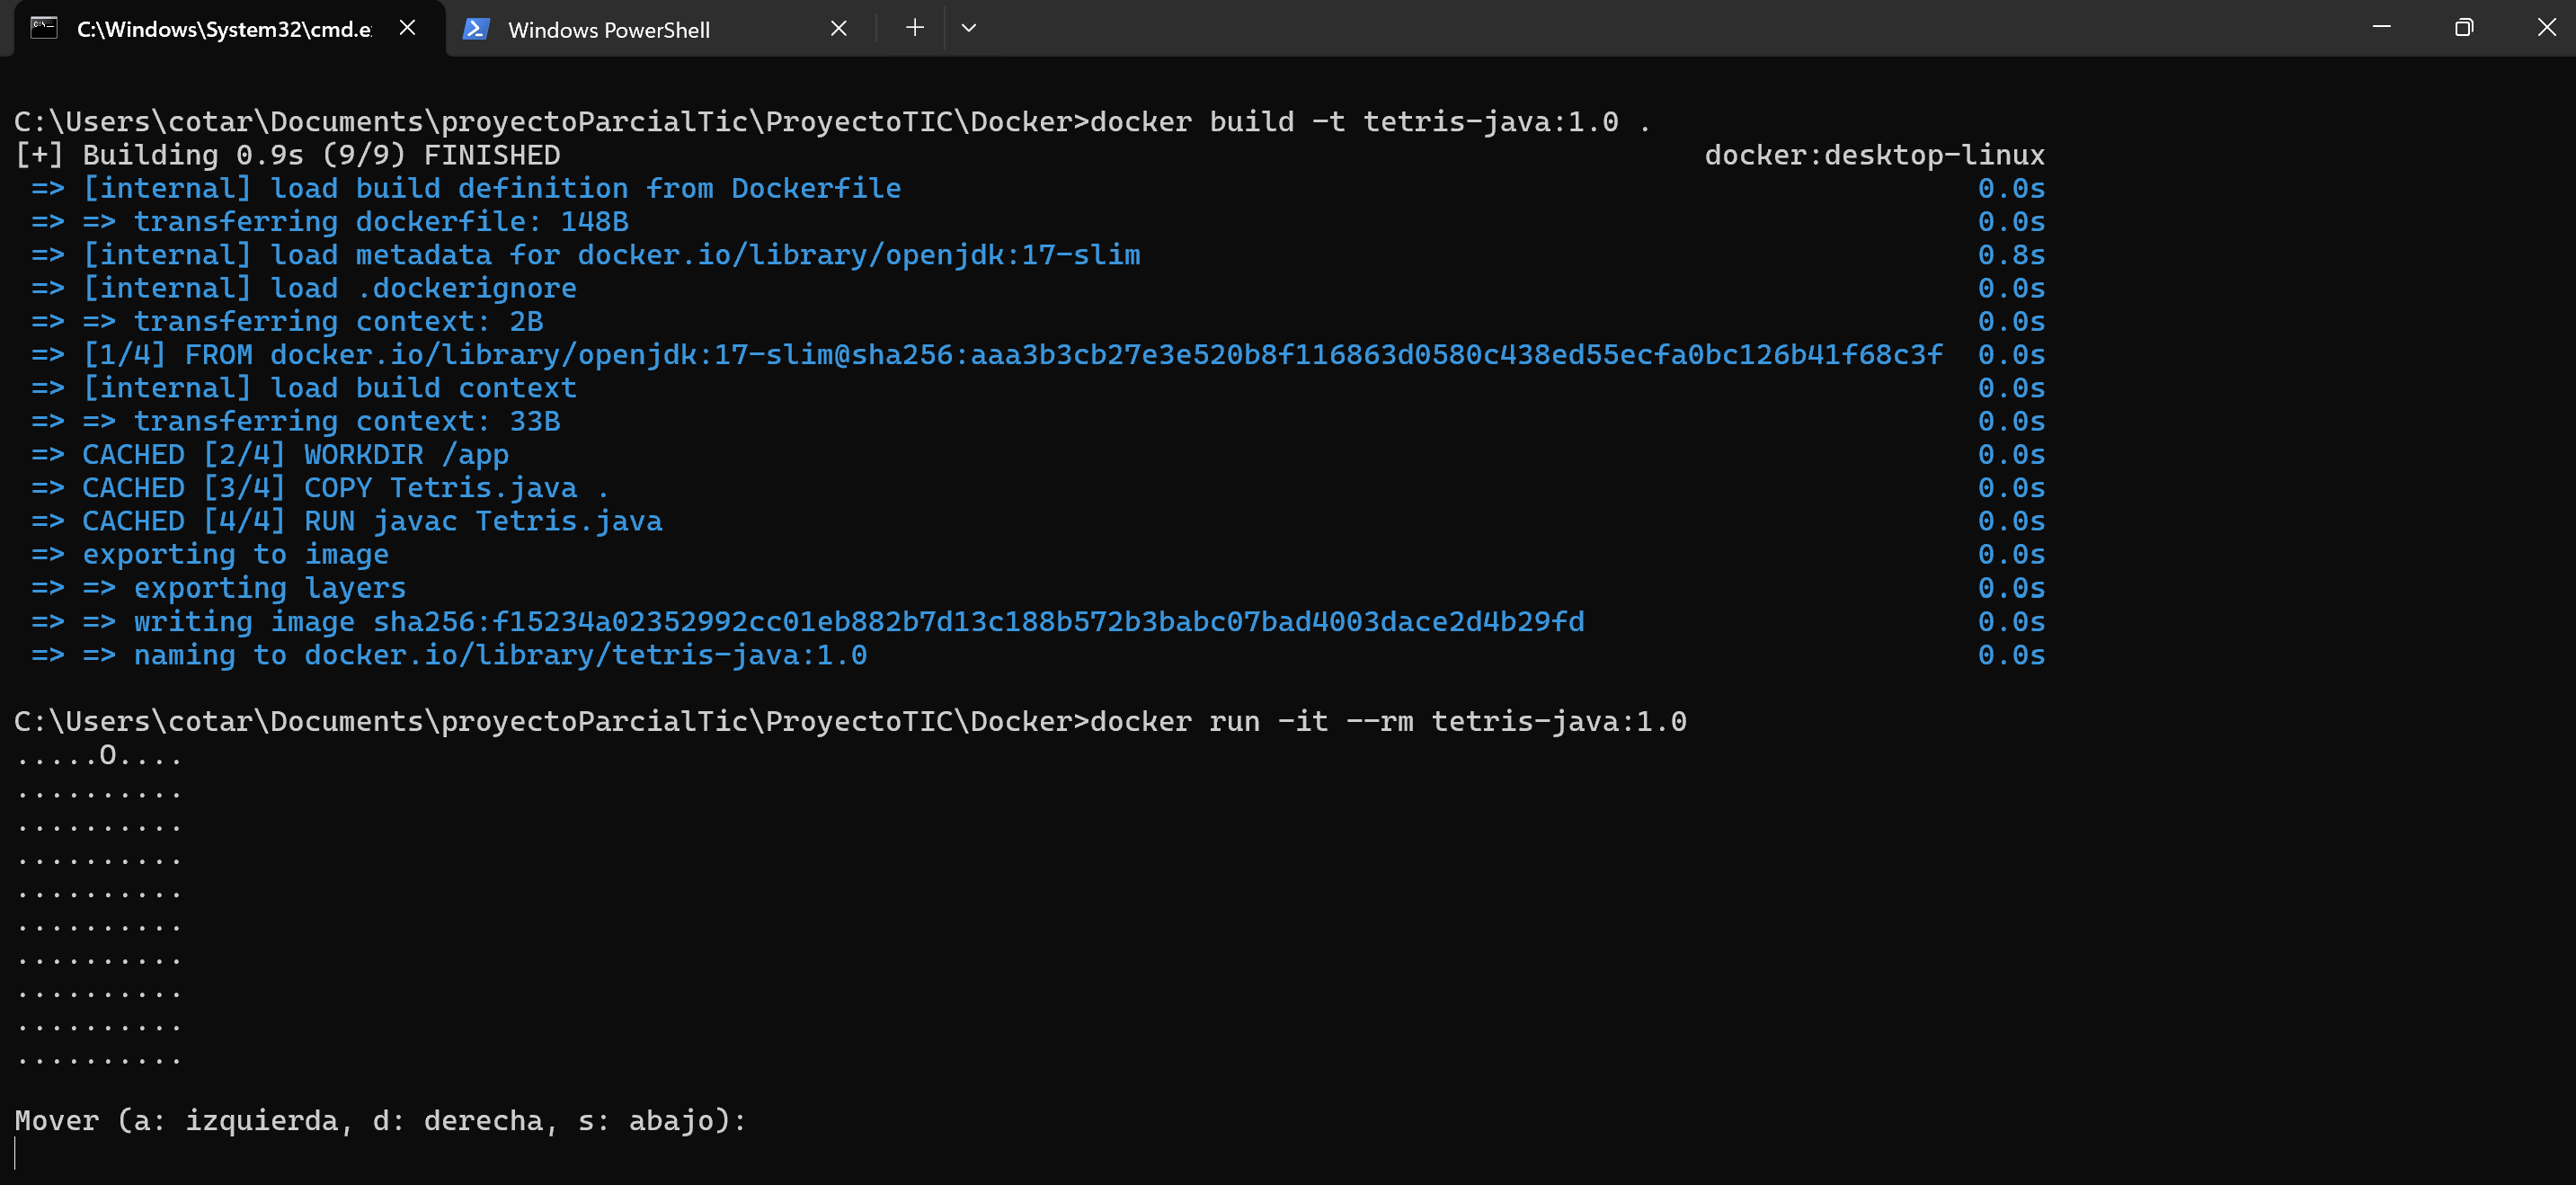 C:\Windows\System32\cmd.e
Windows PowerShell
C:\Users\cotar\Documents\proyectoParcialTic\ProyectoTIC\Docker>docker build -t tetris-java:1.0 .
[+] Building 0.9s (9/9) FINISHED docker:desktop-linux
=> [internal] load build definition from Dockerfile 0.0s
=> => transferring dockerfile: 148B 0.0s
=> [internal] load metadata for docker.io/library/openjdk:17-slim 0.8s
=> [internal] load .dockerignore 0.0s
=> => transferring context: 2B 0.0s
=> [1/4] FROM docker.io/library/openjdk:17-slim@sha256:aaa3b3cb27e3e520b8f116863d0580c438ed55ecfa0bc126b41f68c3f 0.0s
=> [internal] load build context 0.0s
=> => transferring context: 33B 0.0s
=> CACHED [2/4] WORKDIR /app 0.0s
=> CACHED [3/4] COPY Tetris.java . 0.0s
=> CACHED [4/4] RUN javac Tetris.java 0.0s
=> exporting to image 0.0s
=> => exporting layers 0.0s
=> => writing image sha256:f15234a02352992cc01eb882b7d13c188b572b3babc07bad4003dace2d4b29fd 0.0s
=> => naming to docker.io/library/tetris-java:1.0 0.0s
C:\Users\cotar\Documents\proyectoParcialTic\ProyectoTIC\Docker>docker run -it --rm tetris-java:1.0
.....O....
..........
..........
..........
..........
..........
..........
..........
..........
..........
Mover (a: izquierda, d: derecha, s: abajo):